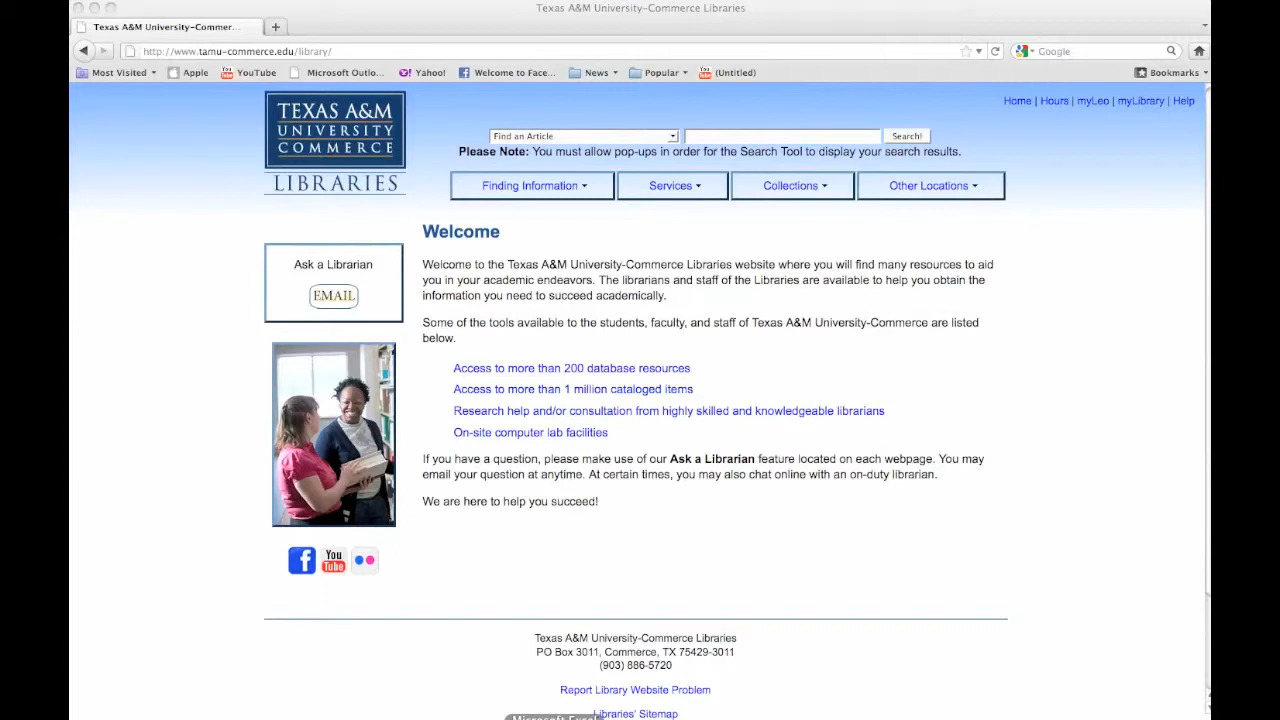 Texas A&M University-Commerce Libraries
Texas A&M University-Commer...
http://www.tamu-commerce.edu/library/
Google
Most Visited
Apple
YouTube
Microsoft Outlo...
Yahoo!
Welcome to Face...
News
Popular
(Untitled)
Bookmarks
Home | Hours | myLeo | myLibrary | Help
TEXAS A&M
UNIVERSITY
COMMERCE
LIBRARIES
Find an Article
Search!
Please Note: You must allow pop-ups in order for the Search Tool to display your search results.
Finding Information
Services
Collections
Other Locations
Ask a Librarian
EMAIL
Welcome
Welcome to the Texas A&M University-Commerce Libraries website where you will find many resources to aid
you in your academic endeavors. The librarians and staff of the Libraries are available to help you obtain the
information you need to succeed academically.
Some of the tools available to the students, faculty, and staff of Texas A&M University-Commerce are listed
below.
Access to more than 200 database resources
Access to more than 1 million cataloged items
Research help and/or consultation from highly skilled and knowledgeable librarians
On-site computer lab facilities
If you have a question, please make use of our Ask a Librarian feature located on each webpage. You may
email your question at anytime. At certain times, you may also chat online with an on-duty librarian.
We are here to help you succeed!
f
You
Tube
Texas A&M University-Commerce Libraries
PO Box 3011, Commerce, TX 75429-3011
(903) 886-5720
Report Library Website Problem
Libraries' Sitemap
Microsoft Excel